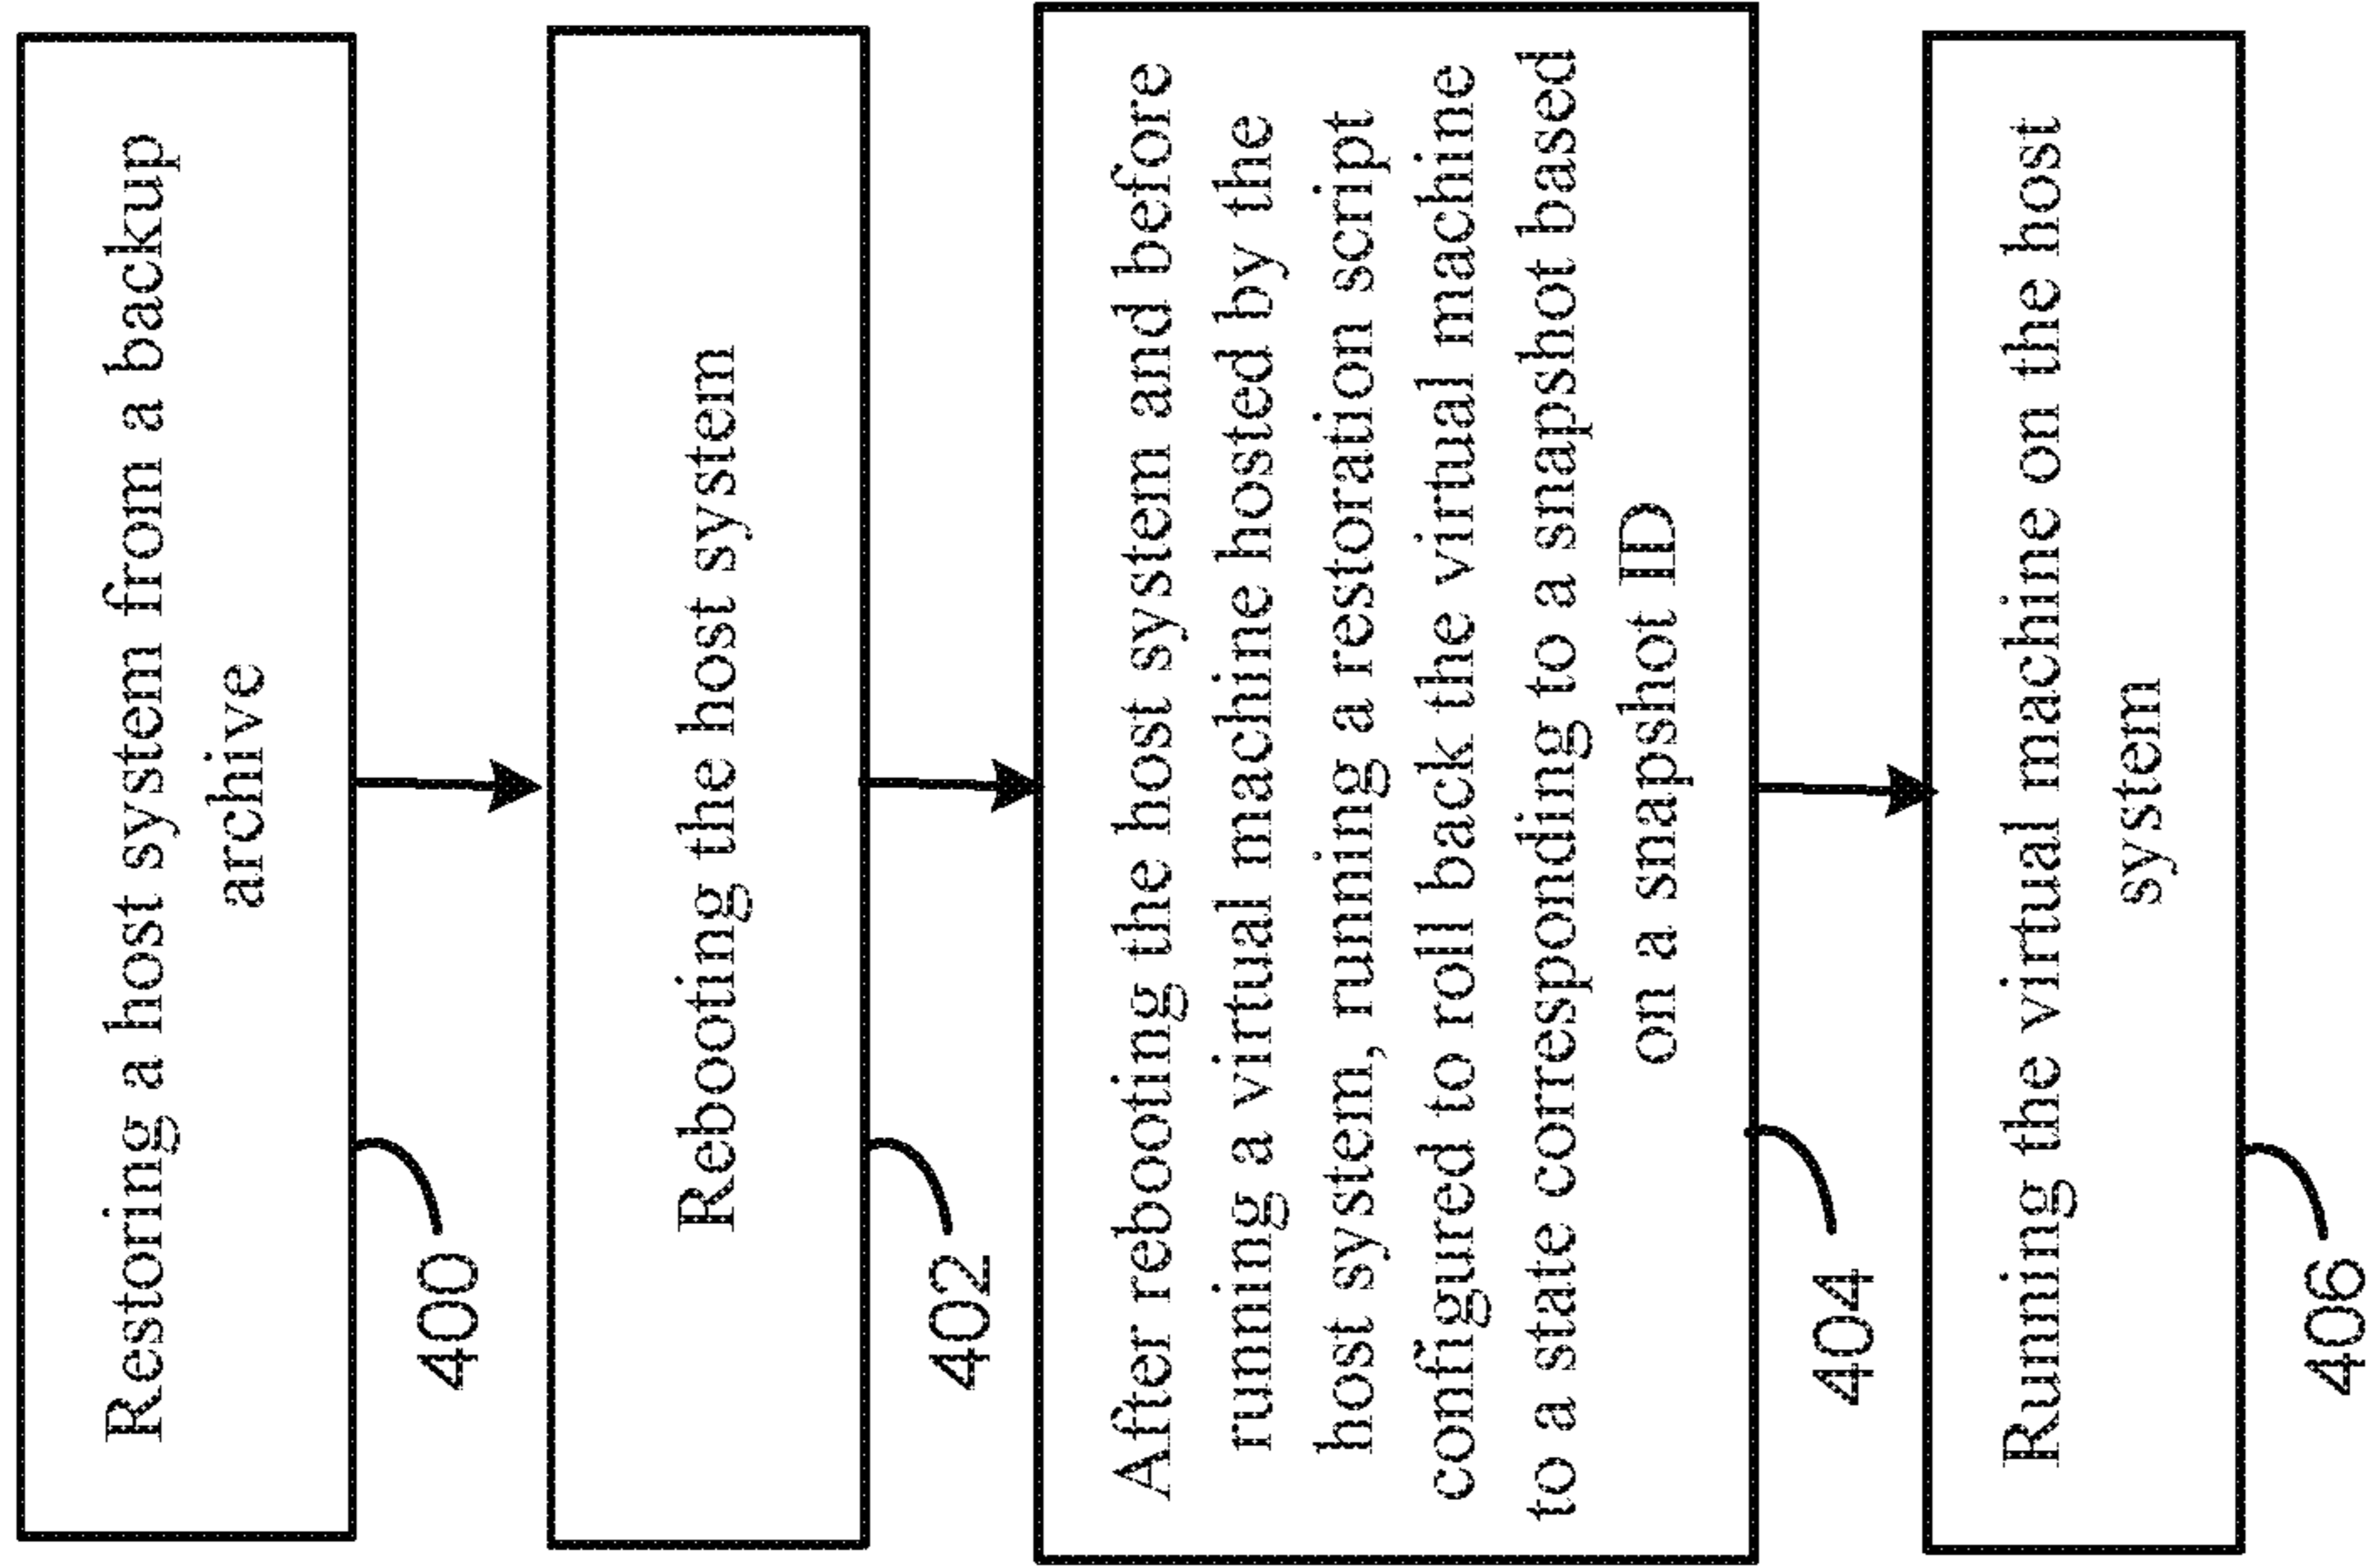 Restoring a host system from a backup
archive
400
Rebooting the host system
402
After rebooting the host system and before
running a virtual machine hosted by the
host system, running a restoration script
configured to roll back the virtual machine
to a state corresponding to a snapshot based
on a snapshot ID
404
Running the virtual machine on the host
system
406